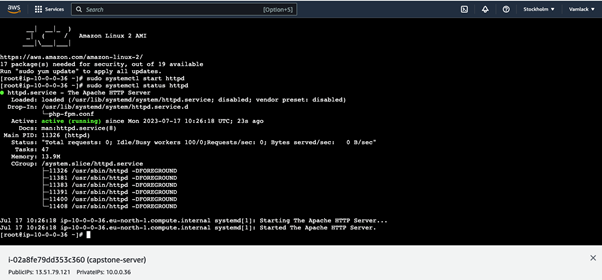 aws
Services
Search
[Option+S]
Stockholm
Vamlack
Amazon Linux 2 AMI
https://aws.amazon.com/amazon-linux-2/
17 package(s) needed for security, out of 19 available
Run "sudo yum update" to apply all updates.
[root@ip-10-0-0-36 ~]# sudo systemctl start httpd
[root@ip-10-0-0-36 ~]# sudo systemctl status httpd
● httpd.service - The Apache HTTP Server
Loaded: loaded (/usr/lib/systemd/system/httpd.service; disabled; vendor preset: disabled)
Drop-In: /usr/lib/systemd/system/httpd.service.d
└─php-fpm.conf
Active: active (running) since Mon 2023-07-17 10:26:18 UTC; 23s ago
Docs: man:httpd.service(8)
Main PID: 11326 (httpd)
Status: "Total requests: 0; Idle/Busy workers 100/0;Requests/sec: 0; Bytes served/sec:   0 B/sec"
Tasks: 47
Memory: 13.9M
CGroup: /system.slice/httpd.service
├─11326 /usr/sbin/httpd -DFOREGROUND
├─11381 /usr/sbin/httpd -DFOREGROUND
├─11383 /usr/sbin/httpd -DFOREGROUND
├─11391 /usr/sbin/httpd -DFOREGROUND
├─11400 /usr/sbin/httpd -DFOREGROUND
└─11408 /usr/sbin/httpd -DFOREGROUND
Jul 17 10:26:18 ip-10-0-0-36.eu-north-1.compute.internal systemd[1]: Starting The Apache HTTP Server...
Jul 17 10:26:18 ip-10-0-0-36.eu-north-1.compute.internal systemd[1]: Started The Apache HTTP Server.
[root@ip-10-0-0-36 ~]#
i-02a8fe79dd353c360 (capstone-server)
PublicIPs: 13.51.79.121 PrivateIPs: 10.0.0.36